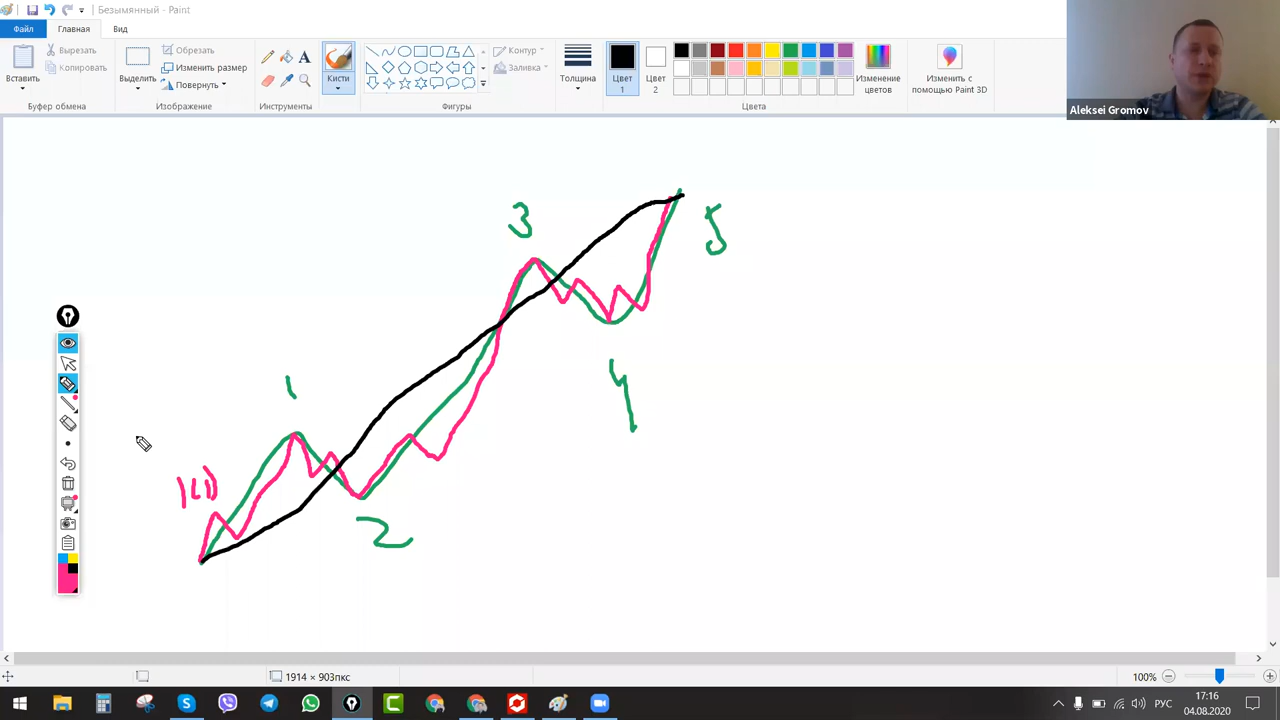 Безымянный - Paint
Файл Главная Вид
Вставить
Вырезать
Копировать
Буфер обмена
Выделить
Обрезать
Изменить размер
Повернуть
Изображение
A
Инструменты
Кисти
Контур
Заливка
Фигуры
Толщина
Цвет 1
Цвет 2
Цвета
Изменение цветов
Изменить с помощью Paint 3D
Aleksei Gromov
3
5
1
4
2
1914 × 903пкс
100%
РУС
17:16
04.08.2020